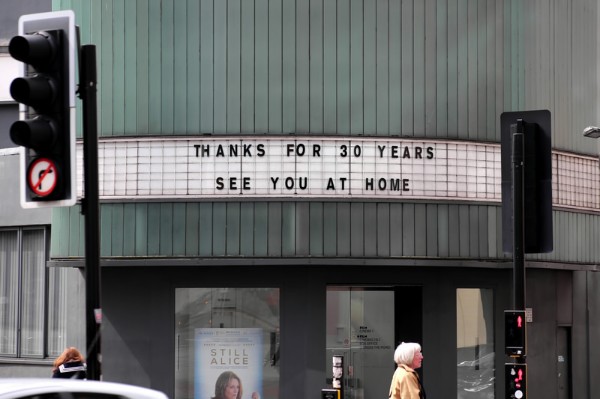 THANKS FOR 30 YEARS
SEE YOU AT HOME
STILL
ALICE